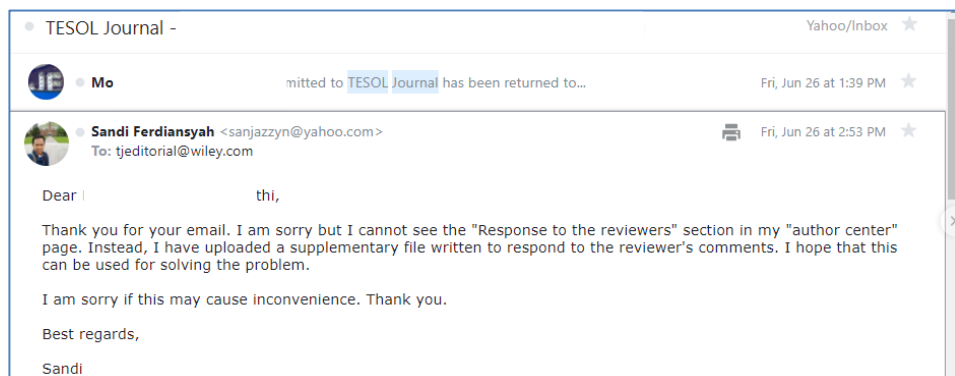 TESOL Journal -
Yahoo/Inbox
Mo
mitted to TESOL Journal has been returned to...
Fri, Jun 26 at 1:39 PM
Sandi Ferdiansyah <sanjazzyn@yahoo.com>
Fri, Jun 26 at 2:53 PM
To: tjeditorial@wiley.com
Dear thi,
Thank you for your email. I am sorry but I cannot see the "Response to the reviewers" section in my "author center"
page. Instead, I have uploaded a supplementary file written to respond to the reviewer's comments. I hope that this
can be used for solving the problem.
I am sorry if this may cause inconvenience. Thank you.
Best regards,
Sandi